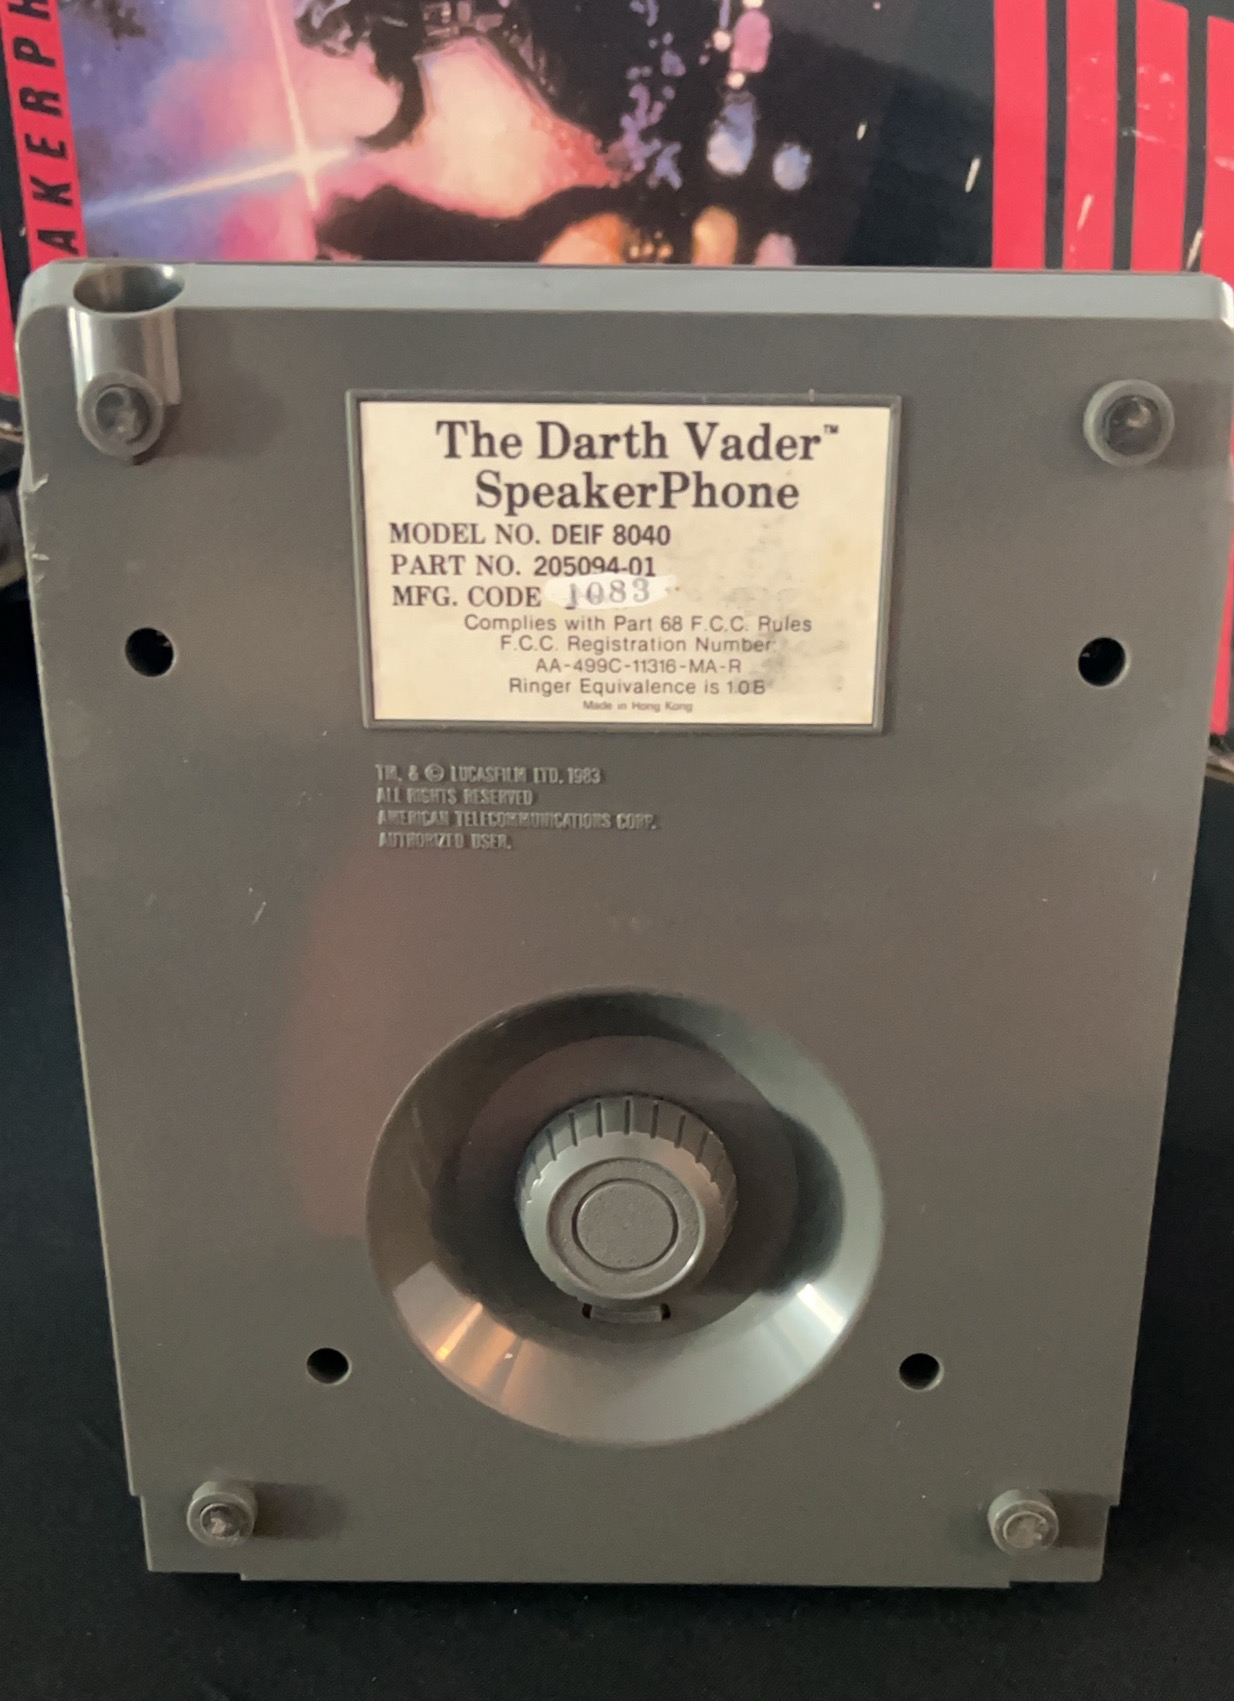 AKERPH
The Darth Vader™
SpeakerPhone
MODEL NO. DEIF 8040
PART NO. 205094-01
MFG. CODE 1083
Complies with Part 68 F.C.C. Rules
F.C.C. Registration Number:
AA-499C-11316-MA-R
Ringer Equivalence is 1.0B
Made in Hong Kong
TM. & © LUCASFILM LTD. 1983
ALL RIGHTS RESERVED
AMERICAN TELECOMMUNICATIONS CORP.
AUTHORIZED USER.